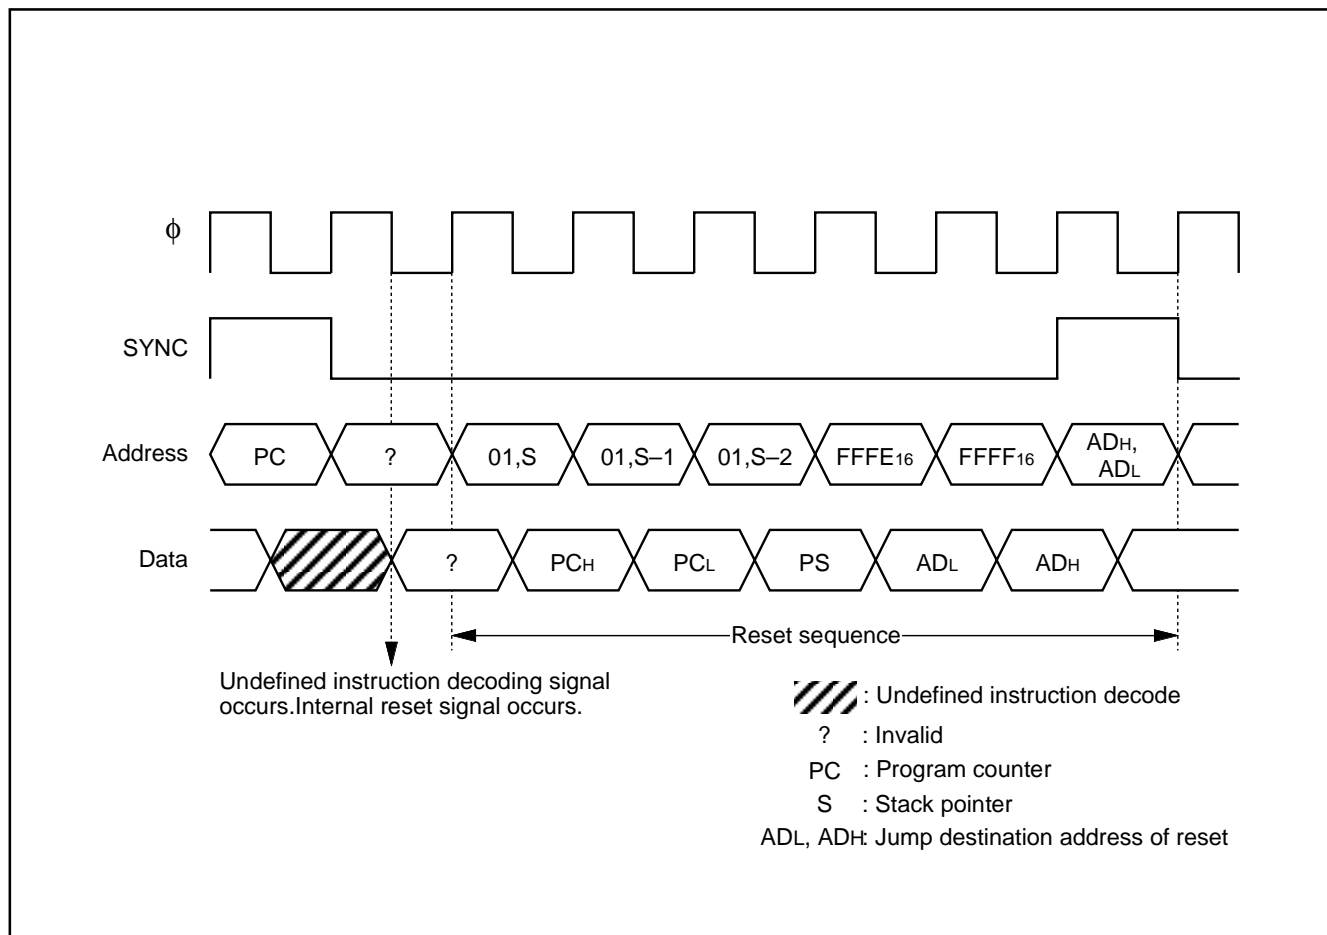 ϕ
SYNC
Address PC ? 01,S 01,S–1 01,S–2 FFFE16 FFFF16 ADH,
ADL
Data ? PCH PCL PS ADL ADH
Reset sequence
Undefined instruction decoding signal
occurs.Internal reset signal occurs.
: Undefined instruction decode
? : Invalid
PC : Program counter
S : Stack pointer
ADL, ADH: Jump destination address of reset